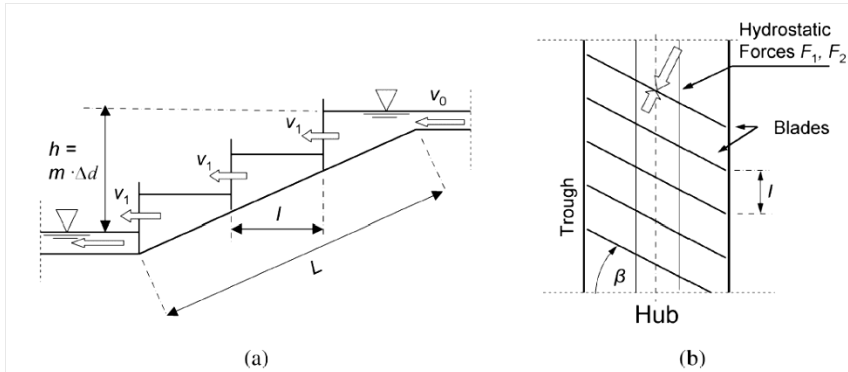 h =
m · Δd
v₁
v₁
v₁
v₀
l
L
(a)
Hydrostatic
Forces F₁, F₂
Blades
Trough
l
β
Hub
(b)